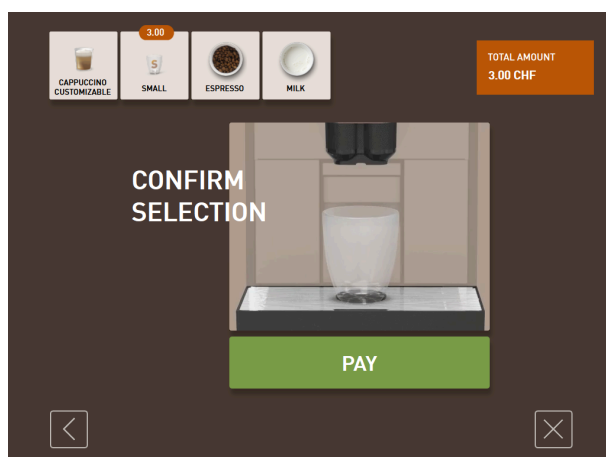 3.00
CAPPUCCINO
CUSTOMIZABLE
S
SMALL
ESPRESSO
MILK
TOTAL AMOUNT
3.00 CHF
CONFIRM
SELECTION
PAY